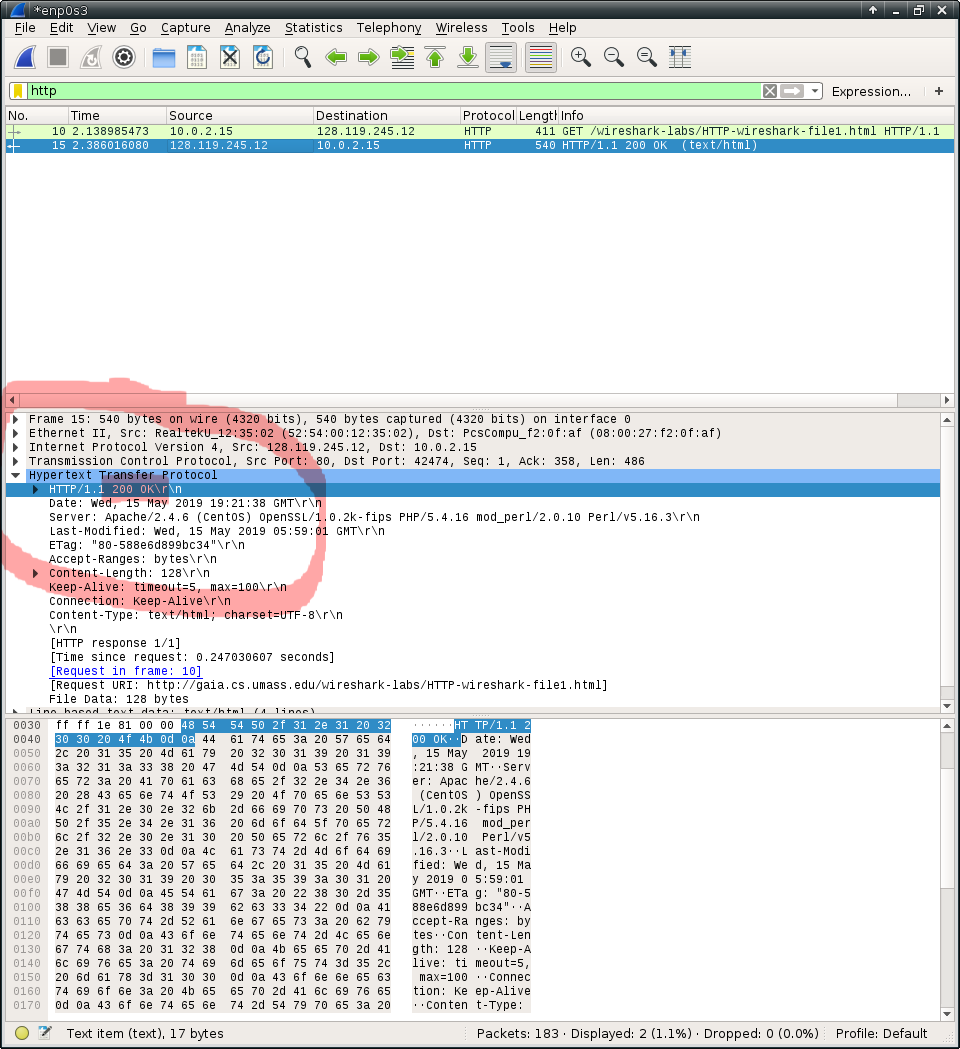 *enp0s3
File Edit View Go Capture Analyze Statistics Telephony Wireless Tools Help
http Expression... +
No. Time Source Destination Protocol Length Info
10 2.138985473 10.0.2.15 128.119.245.12 HTTP 411 GET /wireshark-labs/HTTP-wireshark-file1.html HTTP/1.1
15 2.386016080 128.119.245.12 10.0.2.15 HTTP 540 HTTP/1.1 200 OK (text/html)
Frame 15: 540 bytes on wire (4320 bits), 540 bytes captured (4320 bits) on interface 0
Ethernet II, Src: RealtekU_12:35:02 (52:54:00:12:35:02), Dst: PcsCompu_f2:0f:af (08:00:27:f2:0f:af)
Internet Protocol Version 4, Src: 128.119.245.12, Dst: 10.0.2.15
Transmission Control Protocol, Src Port: 80, Dst Port: 42474, Seq: 1, Ack: 358, Len: 486
Hypertext Transfer Protocol
HTTP/1.1 200 OK\r\n
Date: Wed, 15 May 2019 19:21:38 GMT\r\n
Server: Apache/2.4.6 (CentOS) OpenSSL/1.0.2k-fips PHP/5.4.16 mod_perl/2.0.10 Perl/v5.16.3\r\n
Last-Modified: Wed, 15 May 2019 05:59:01 GMT\r\n
ETag: "80-588e6d899bc34"\r\n
Accept-Ranges: bytes\r\n
Content-Length: 128\r\n
Keep-Alive: timeout=5, max=100\r\n
Connection: Keep-Alive\r\n
Content-Type: text/html; charset=UTF-8\r\n
\r\n
[HTTP response 1/1]
[Time since request: 0.247030607 seconds]
[Request in frame: 10]
[Request URI: http://gaia.cs.umass.edu/wireshark-labs/HTTP-wireshark-file1.html]
File Data: 128 bytes
Line-based text data: text/html (4 lines)
0030 ff ff 1e 81 00 00 48 54 54 50 2f 31 2e 31 20 32 ······HT TP/1.1 2
0040 30 30 20 4f 4b 0d 0a 44 61 74 65 3a 20 57 65 64 00 OK··D ate: Wed
0050 2c 20 31 35 20 4d 61 79 20 32 30 31 39 20 31 39 , 15 May 2019 19
0060 3a 32 31 3a 33 38 20 47 4d 54 0d 0a 53 65 72 76 :21:38 G MT··Serv
0070 65 72 3a 20 41 70 61 63 68 65 2f 32 2e 34 2e 36 er: Apac he/2.4.6
0080 20 28 43 65 6e 74 4f 53 29 20 4f 70 65 6e 53 53 (CentOS ) OpenSS
0090 4c 2f 31 2e 30 2e 32 6b 2d 66 69 70 73 20 50 48 L/1.0.2k -fips PH
00a0 50 2f 35 2e 34 2e 31 36 20 6d 6f 64 5f 70 65 72 P/5.4.16 mod_per
00b0 6c 2f 32 2e 30 2e 31 30 20 50 65 72 6c 2f 76 35 l/2.0.10 Perl/v5
00c0 2e 31 36 2e 33 0d 0a 4c 61 73 74 2d 4d 6f 64 69 .16.3··L ast-Modi
00d0 66 69 65 64 3a 20 57 65 64 2c 20 31 35 20 4d 61 fied: We d, 15 Ma
00e0 79 20 32 30 31 39 20 30 35 3a 35 39 3a 30 31 20 y 2019 0 5:59:01
00f0 47 4d 54 0d 0a 45 54 61 67 3a 20 22 38 30 2d 35 GMT··ETa g: "80-5
0100 38 38 65 36 64 38 39 39 62 63 33 34 22 0d 0a 41 88e6d899 bc34"··A
0110 63 63 65 70 74 2d 52 61 6e 67 65 73 3a 20 62 79 ccept-Ra nges: by
0120 74 65 73 0d 0a 43 6f 6e 74 65 6e 74 2d 4c 65 6e tes··Con tent-Len
0130 67 74 68 3a 20 31 32 38 0d 0a 4b 65 65 70 2d 41 gth: 128 ··Keep-A
0140 6c 69 76 65 3a 20 74 69 6d 65 6f 75 74 3d 35 2c live: ti meout=5,
0150 20 6d 61 78 3d 31 30 30 0d 0a 43 6f 6e 6e 65 63 max=100 ··Connec
0160 74 69 6f 6e 3a 20 4b 65 65 70 2d 41 6c 69 76 65 tion: Ke ep-Alive
0170 0d 0a 43 6f 6e 74 65 6e 74 2d 54 79 70 65 3a 20 ··Conten t-Type:
Text item (text), 17 bytes Packets: 183 · Displayed: 2 (1.1%) · Dropped: 0 (0.0%) Profile: Default